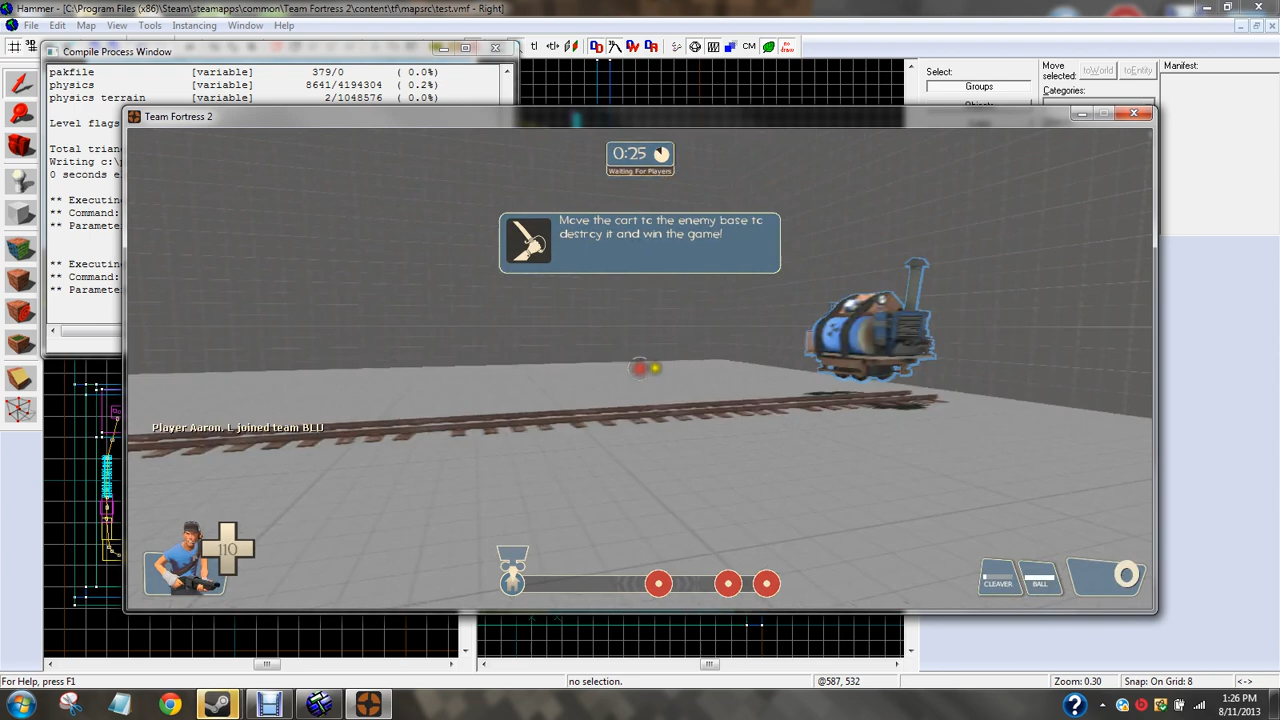 Hammer - [C:\Program Files (x86)\Steam\steamapps\common\Team Fortress 2\content\tf\mapsrc\test.vmf - Right]
File Edit Map View Tools Instancing Window Help
Compile Process Window
CM
Select:
Groups
Move selected:
toWorld
toEntity
Categories:
Manifest:
pakfile [variable] 379/0 ( 0.0%)
physics [variable] 8641/4194304 ( 0.2%)
physics terrain [variable] 2/1048576 ( 0.0%)
Level flags
Total trian
Writing c:\
0 seconds e
** Executin
** Command:
** Paramete
** Executin
** Command:
** Paramete
Team Fortress 2
0:25
Waiting For Players
Move the cart to the enemy base to
destroy it and win the game!
Player Aaron. L joined team BLU
110
CLEAVER
BALL
For Help, press F1
no selection.
@587, 532
Zoom: 0.30
Snap: On Grid: 8
<->
1:26 PM
8/11/2013